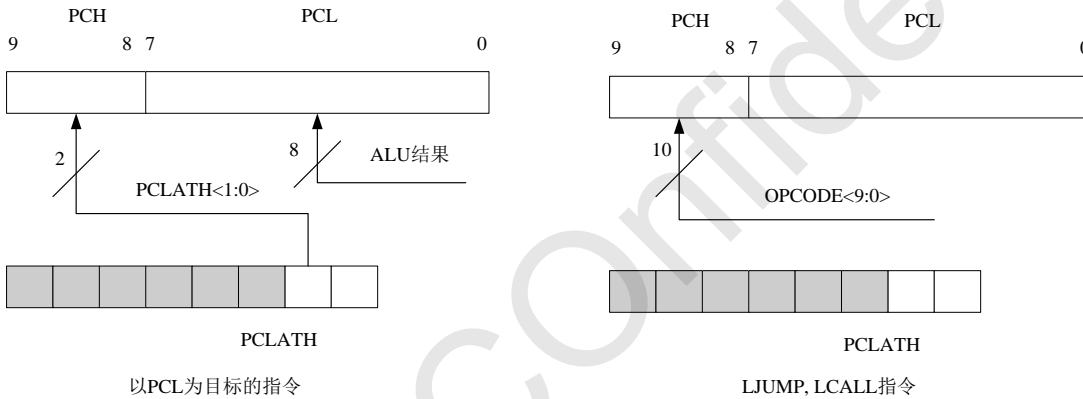 PCH PCL
9 8 7 0
2
8
ALU结果
PCLATH<1:0>
PCLATH
以PCL为目标的指令
PCH PCL
9 8 7 0
10
OPCODE<9:0>
PCLATH
LJUMP, LCALL指令
Confide